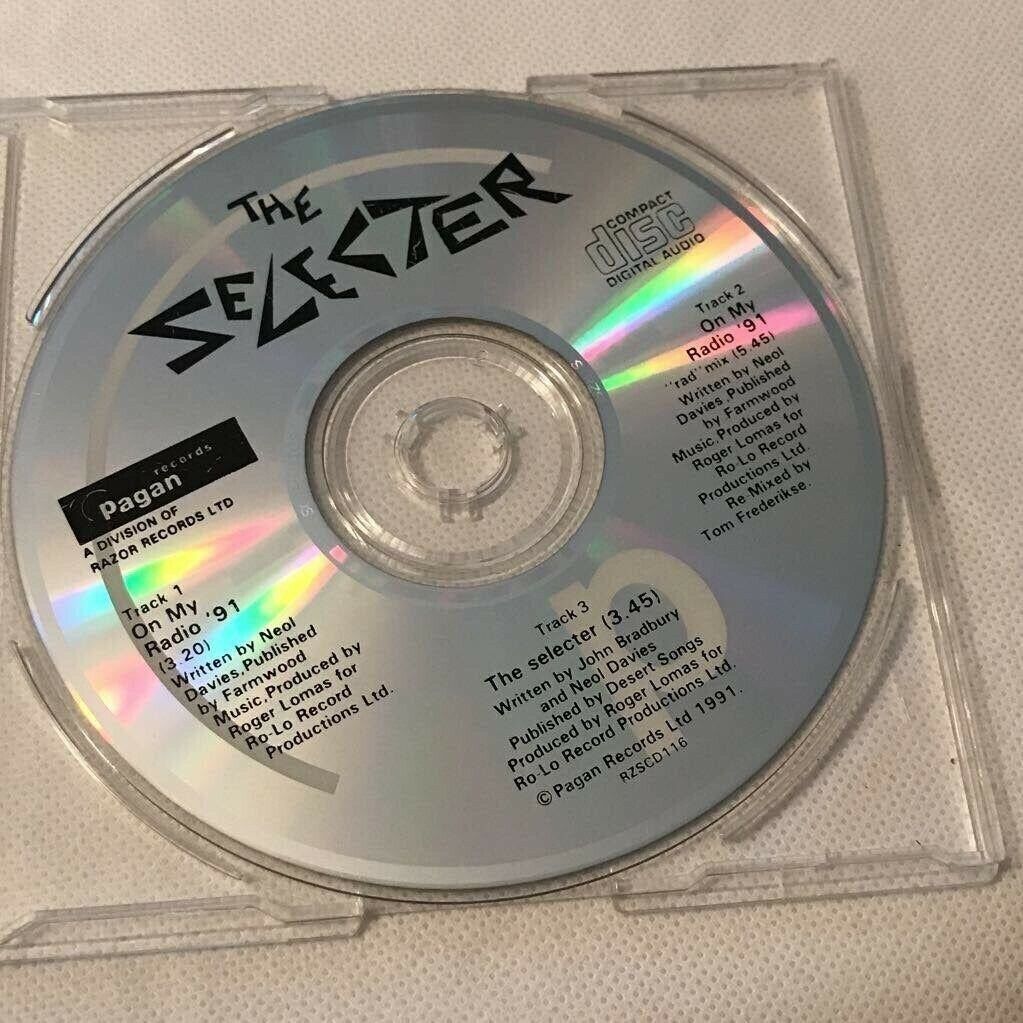 THE
SELECTER
COMPACT
disc
DIGITAL AUDIO
records
pagan
A DIVISION OF
RAZOR RECORDS LTD
Track 1
On My
Radio '91
(3.20)
Written by Neol
Davies,Published
by Farmwood
Music,Produced by
Roger Lomas for
Ro-Lo Record
Productions Ltd.
Track 2
On My
Radio '91
"rad" mix (5.45)
Written by Neol
Davies,Published
by Farmwood
Music,Produced by
Roger Lomas for
Ro-Lo Record
Productions Ltd.
Re Mixed by
Tom Frederikse.
Track 3
The selecter (3.45)
Written by John Bradbury
and Neol Davies
Published by Desert Songs
Produced by Roger Lomas for
Ro-Lo Record Productions Ltd.
©Pagan Records Ltd 1991.
RZSCD116
p